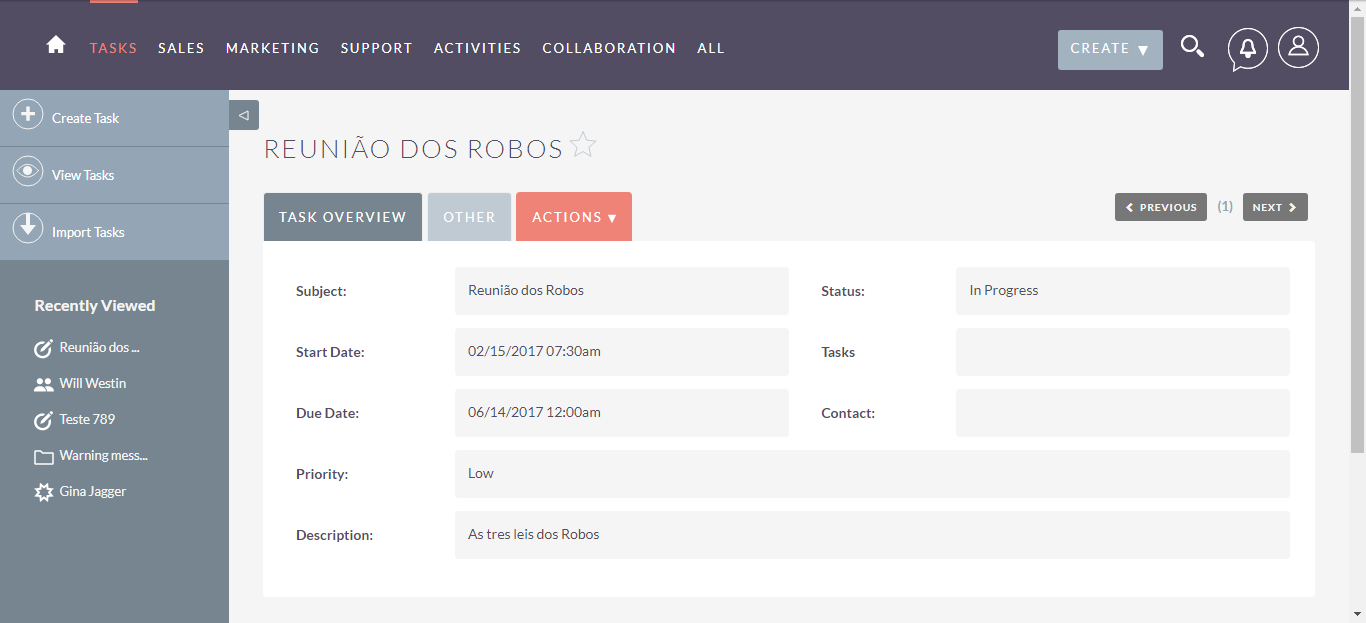 TASKS SALES MARKETING SUPPORT ACTIVITIES COLLABORATION ALL CREATE ▼
Create Task
View Tasks
Import Tasks
Recently Viewed
Reunião dos ...
Will Westin
Teste 789
Warning mess...
Gina Jagger
REUNIÃO DOS ROBOS
TASK OVERVIEW OTHER ACTIONS ▼ PREVIOUS (1) NEXT
Subject: Reunião dos Robos Status: In Progress
Start Date: 02/15/2017 07:30am Tasks
Due Date: 06/14/2017 12:00am Contact:
Priority: Low
Description: As tres leis dos Robos